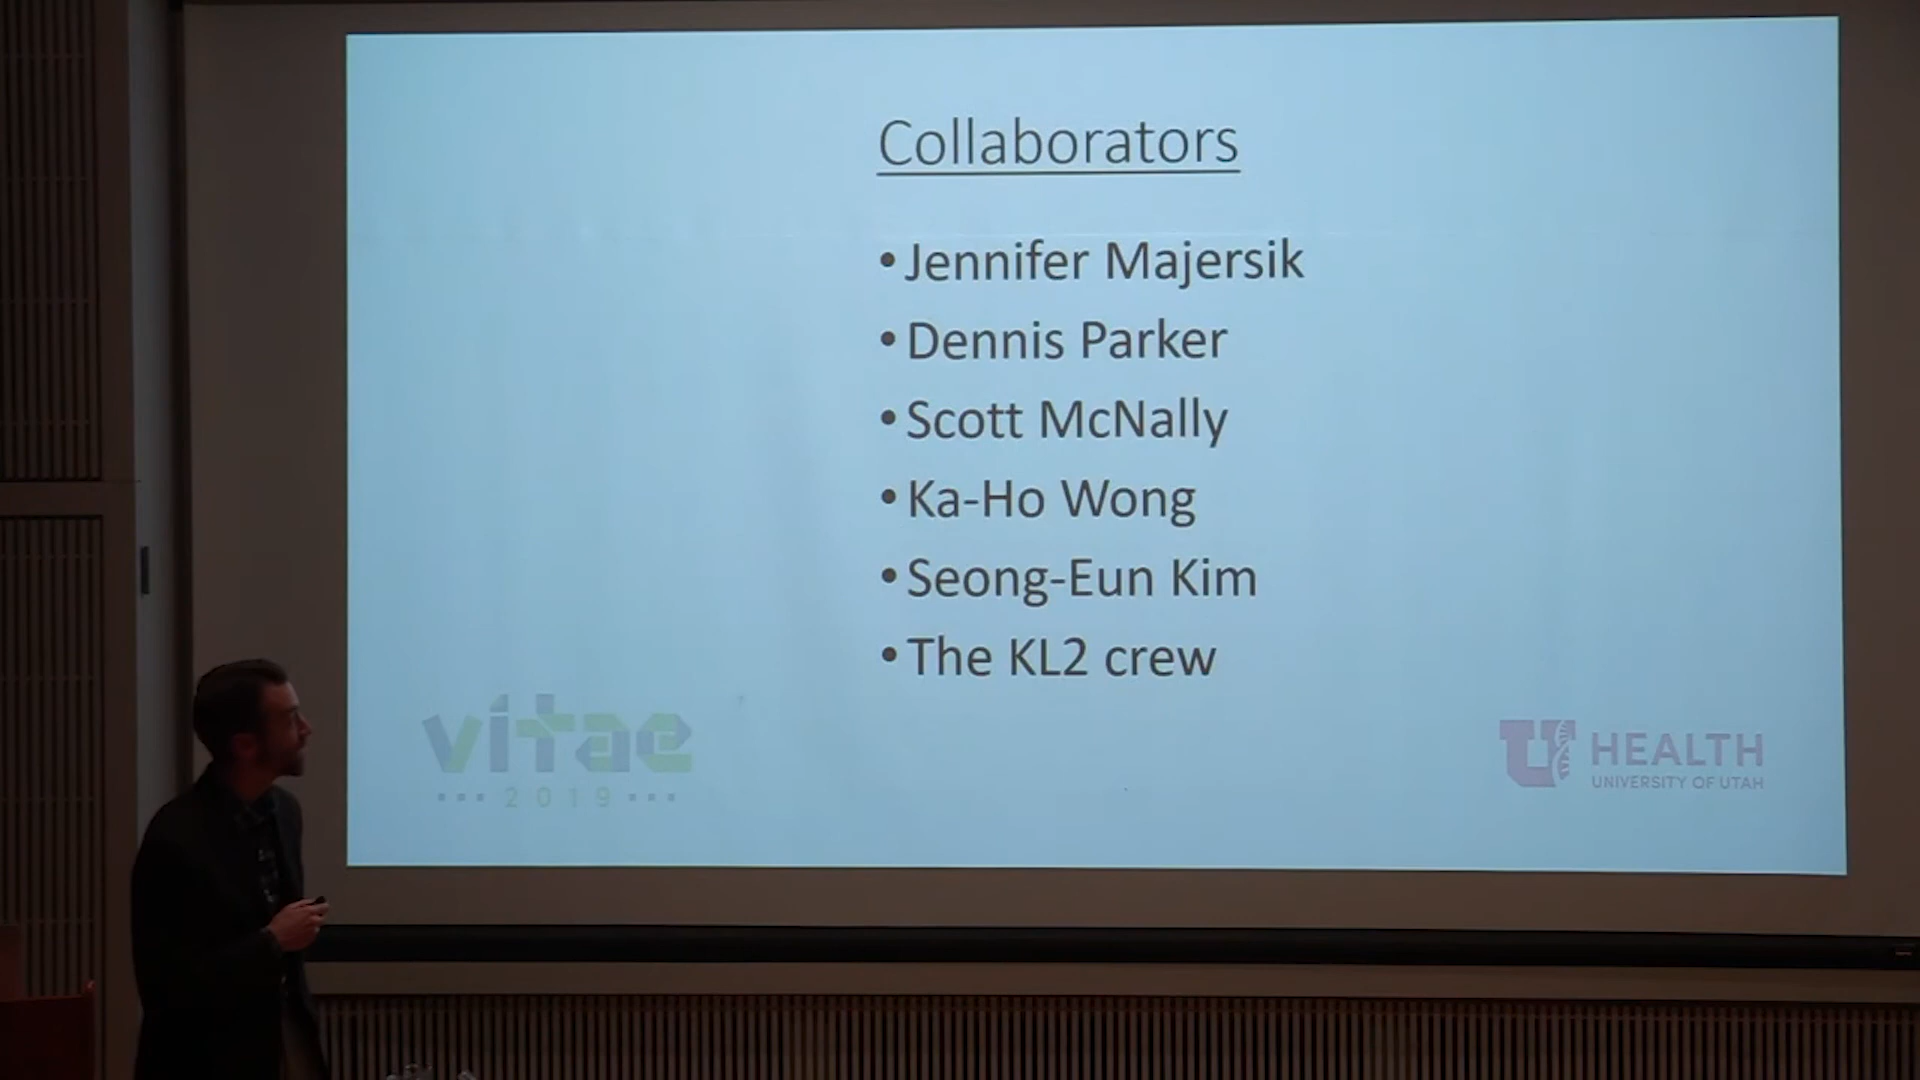 Collaborators
•Jennifer Majersik
•Dennis Parker
•Scott McNally
•Ka-Ho Wong
•Seong-Eun Kim
•The KL2 crew
vitae
••• 2019 •••
U HEALTH
UNIVERSITY OF UTAH